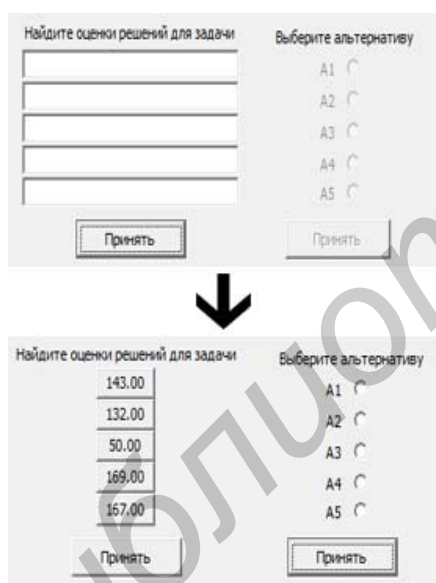 Найдите оценки решений для задачи
Выберите альтернативу
A1
A2
A3
A4
A5
Принять
Принять
Найдите оценки решений для задачи
143.00
132.00
50.00
169.00
167.00
Принять
Выберите альтернативу
A1
A2
A3
A4
A5
Принять